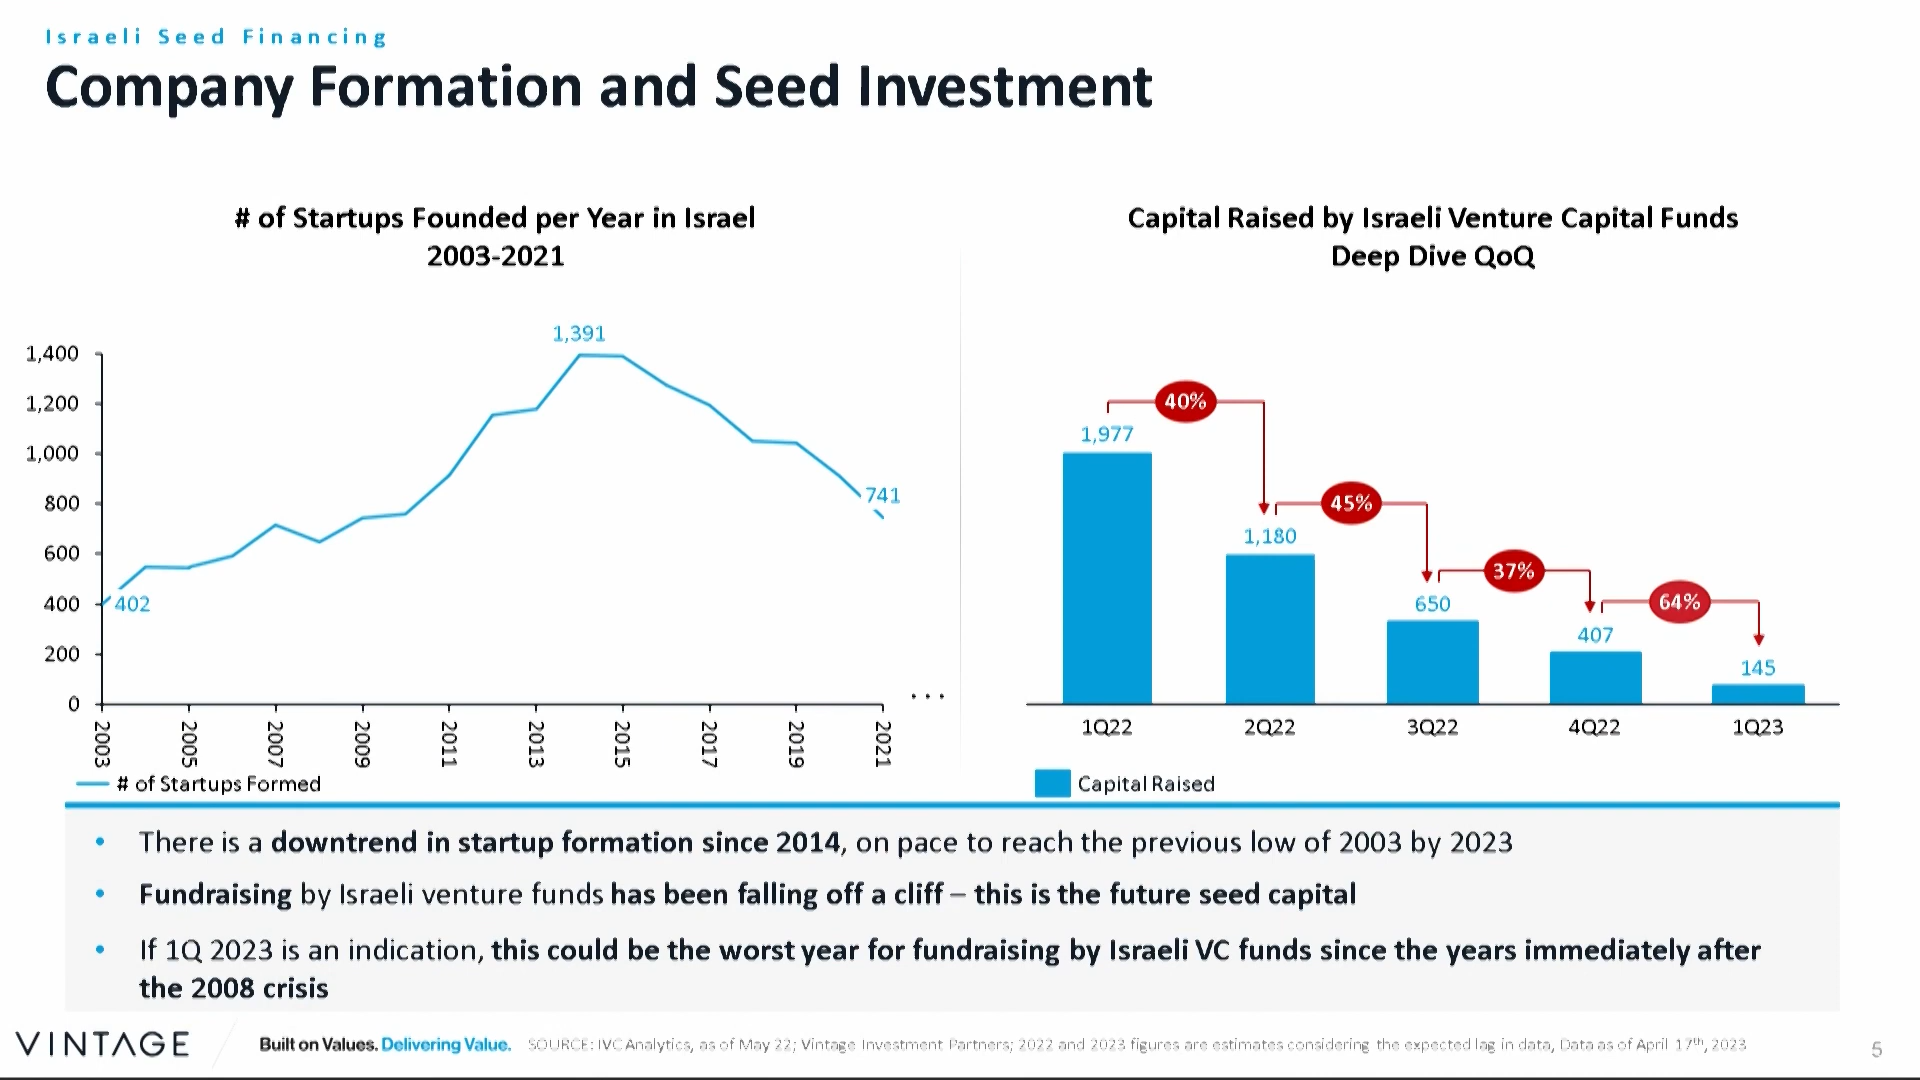 Israeli Seed Financing
Company Formation and Seed Investment
# of Startups Founded per Year in Israel
2003-2021
1,391
1,400
1,200
1,000
800
600
400
200
0
741
402
...
2003
2005
2007
2009
2011
2013
2015
2017
2019
2021
# of Startups Formed
Capital Raised by Israeli Venture Capital Funds
Deep Dive QoQ
40%
1,977
45%
1,180
37%
650
64%
407
145
1Q22
2Q22
3Q22
4Q22
1Q23
Capital Raised
• There is a downtrend in startup formation since 2014, on pace to reach the previous low of 2003 by 2023
• Fundraising by Israeli venture funds has been falling off a cliff – this is the future seed capital
• If 1Q 2023 is an indication, this could be the worst year for fundraising by Israeli VC funds since the years immediately after
the 2008 crisis
VINTAGE
Built on Values. Delivering Value.
SOURCE: IVC Analytics, as of May 22; Vintage Investment Partners; 2022 and 2023 figures are estimates considering the expected lag in data, Data as of April 17th, 2023
5